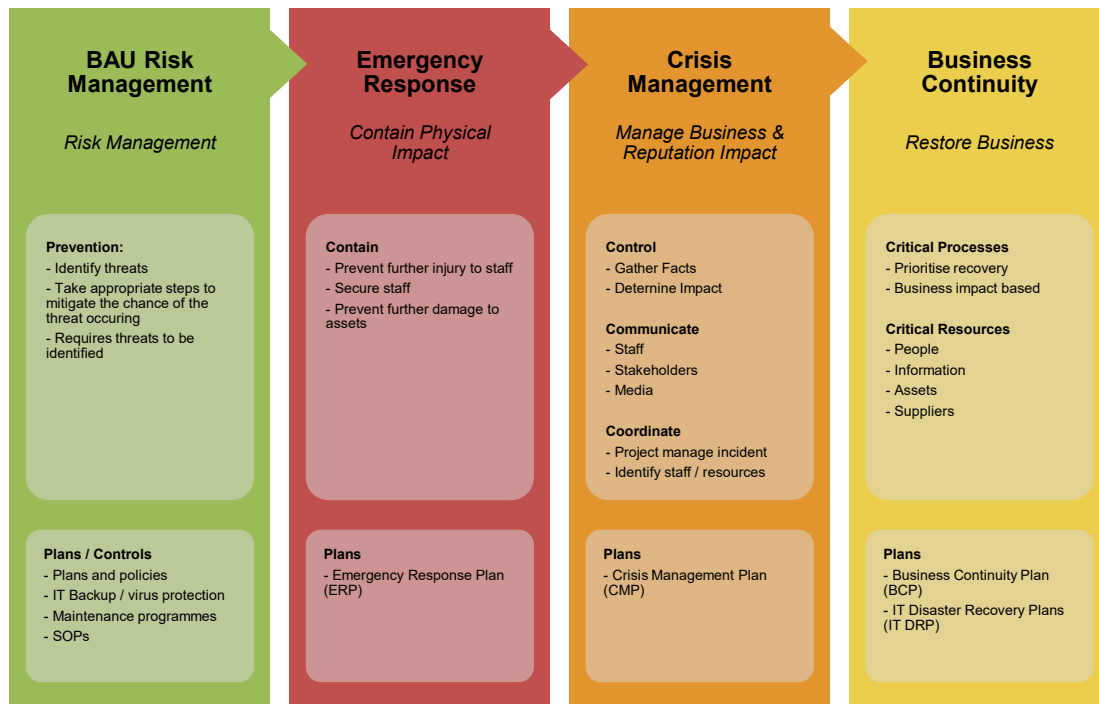 BAU Risk
Management
Risk Management
Prevention:
- Identify threats
- Take appropriate steps to
mitigate the chance of the
threat occuring
- Requires threats to be
identified
Plans / Controls
- Plans and policies
- IT Backup / virus protection
- Maintenance programmes
- SOPs
Emergency
Response
Contain Physical
Impact
Contain
- Prevent further injury to staff
- Secure staff
- Prevent further damage to
assets
Plans
- Emergency Response Plan
(ERP)
Crisis
Management
Manage Business &
Reputation Impact
Control
- Gather Facts
- Deternine Impact
Communicate
- Staff
- Stakeholders
- Media
Coordinate
- Project manage incident
- Identify staff / resources
Plans
- Crisis Management Plan
(CMP)
Business
Continuity
Restore Business
Critical Processes
- Prioritise recovery
- Business impact based
Critical Resources
- People
- Information
- Assets
- Suppliers
Plans
- Business Continuity Plan
(BCP)
- IT Disaster Recovery Plans
(IT DRP)